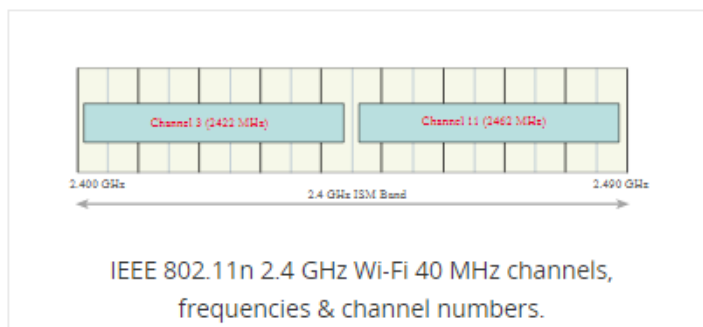 Channel 3 (2422 MHz)
Channel 11 (2462 MHz)
2.400 GHz
2.490 GHz
2.4 GHz ISM Band
IEEE 802.11n 2.4 GHz Wi-Fi 40 MHz channels,
frequencies & channel numbers.